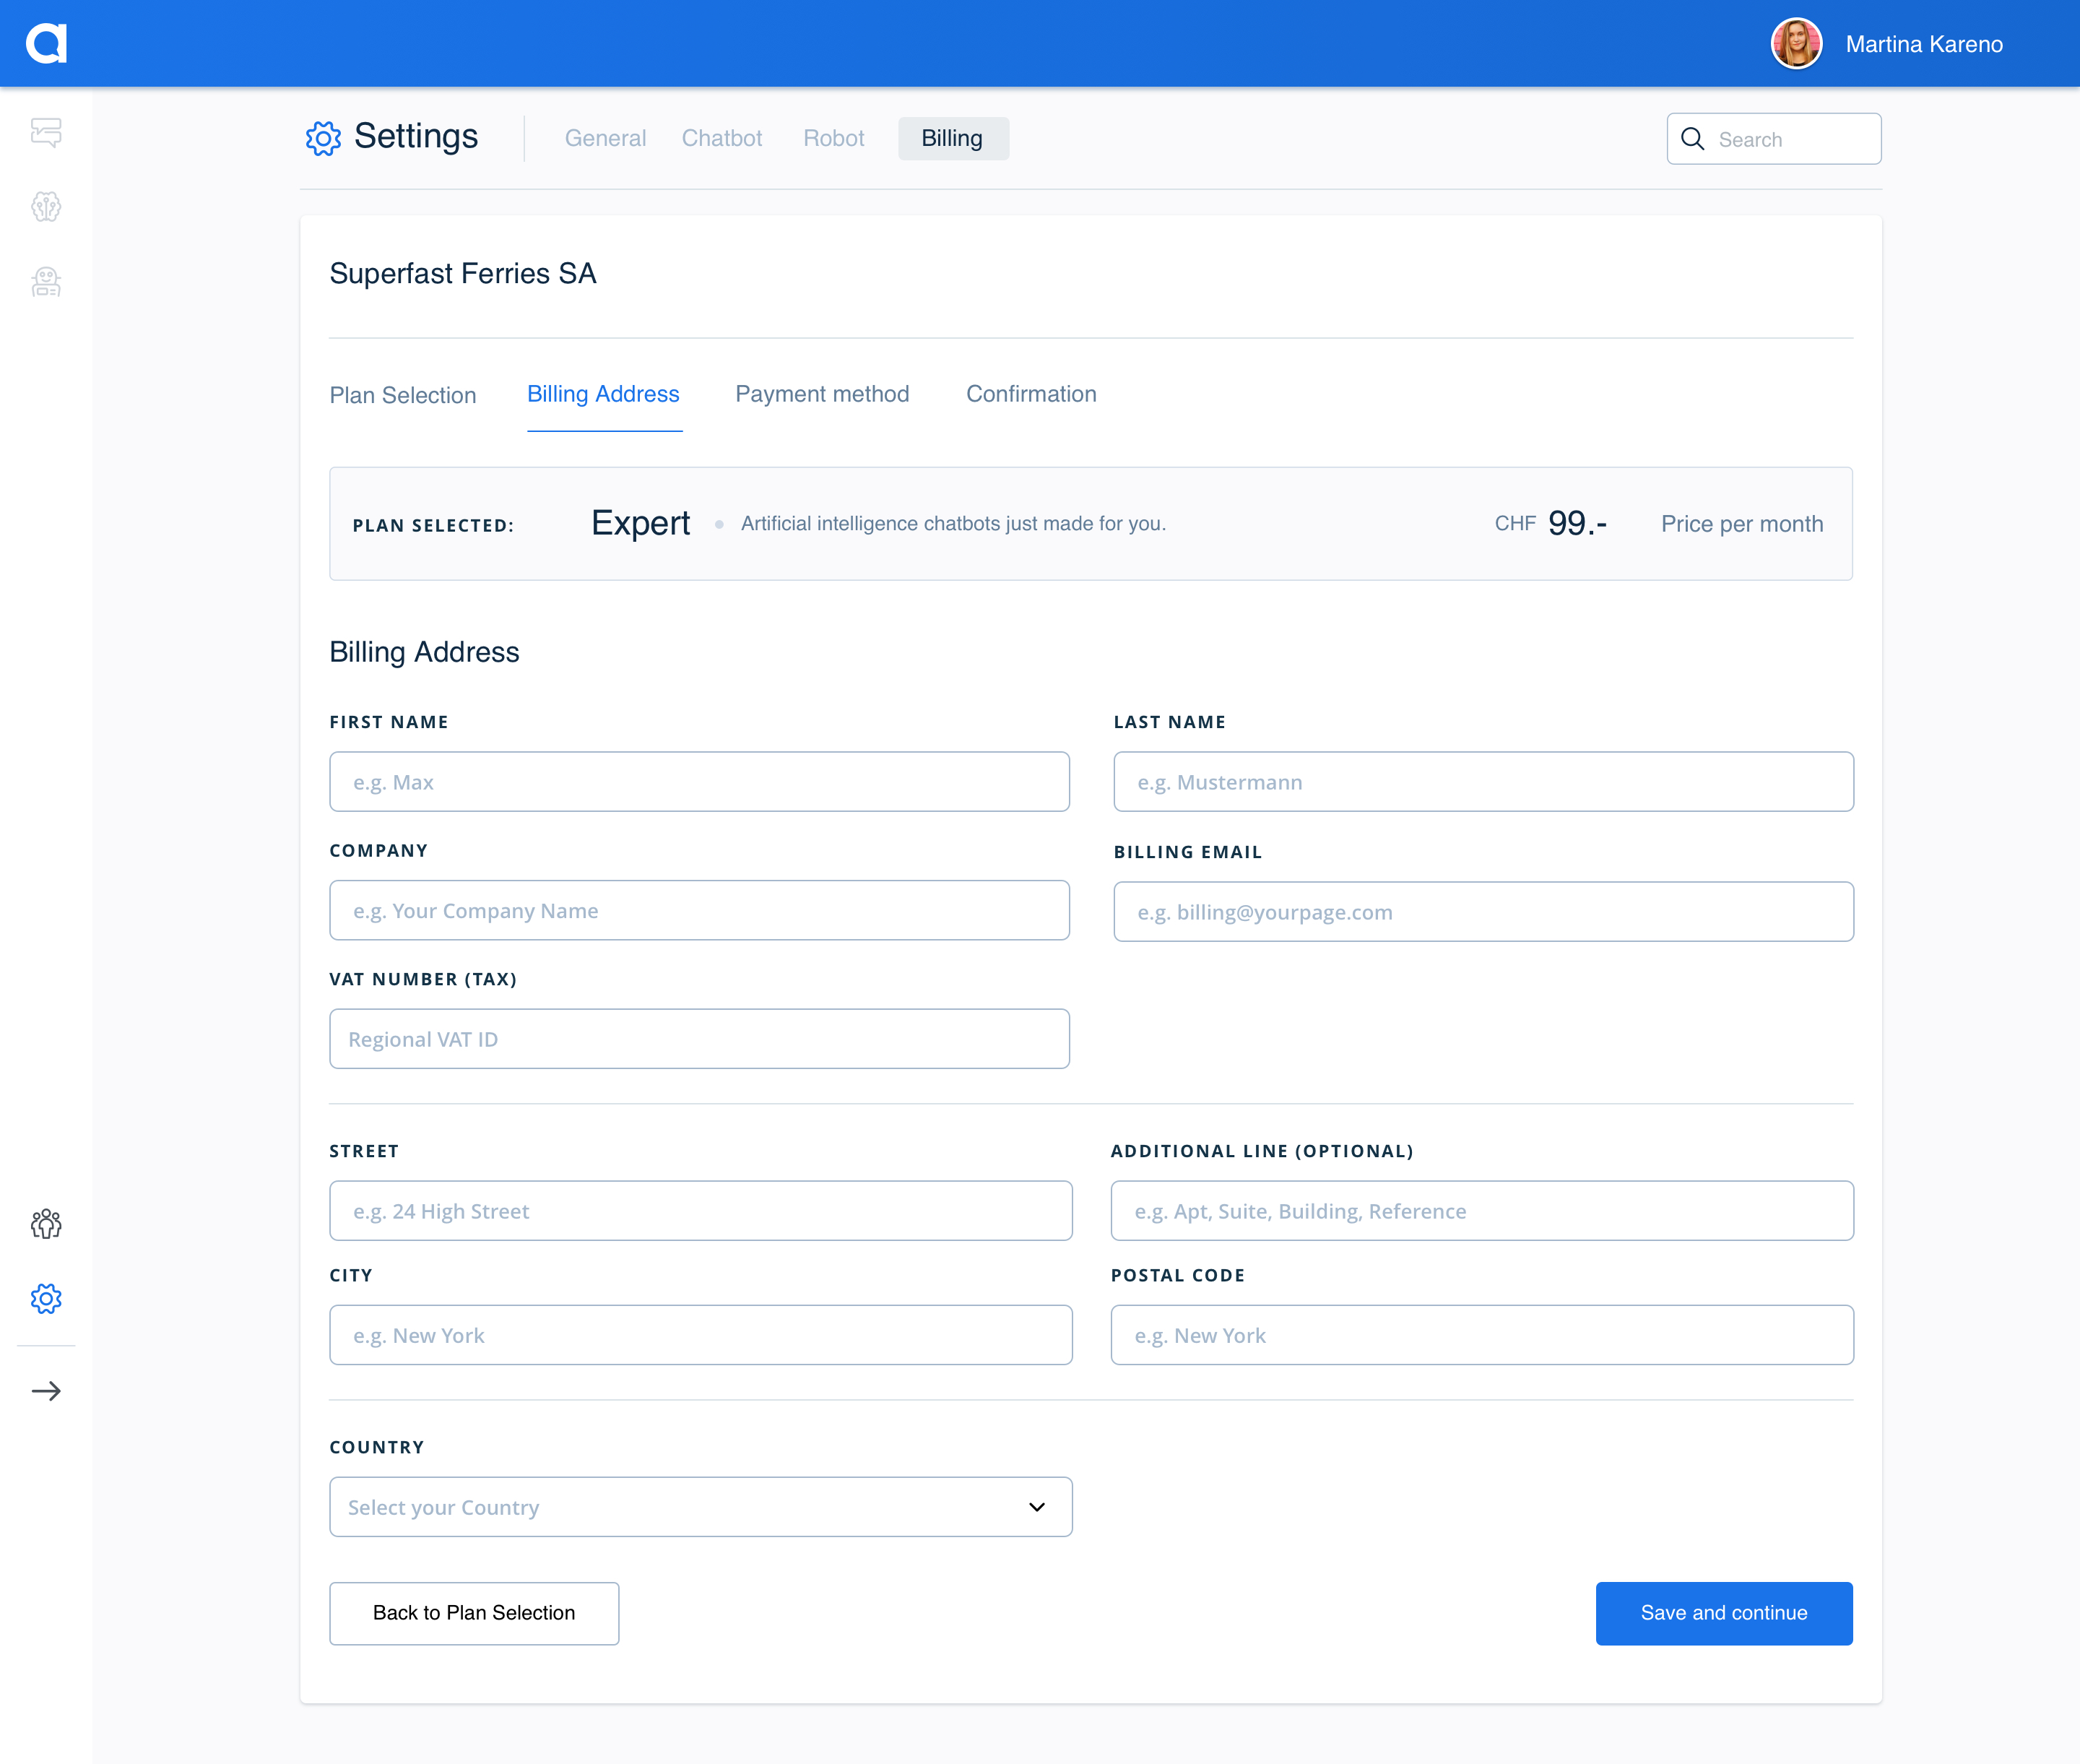 a
Martina Kareno
Settings
General Chatbot Robot Billing
Search
Superfast Ferries SA
Plan Selection Billing Address Payment method Confirmation
PLAN SELECTED: Expert • Artificial intelligence chatbots just made for you. CHF 99.- Price per month
Billing Address
FIRST NAME LAST NAME
e.g. Max e.g. Mustermann
COMPANY BILLING EMAIL
e.g. Your Company Name e.g. billing@yourpage.com
VAT NUMBER (TAX)
Regional VAT ID
STREET ADDITIONAL LINE (OPTIONAL)
e.g. 24 High Street e.g. Apt, Suite, Building, Reference
CITY POSTAL CODE
e.g. New York e.g. New York
COUNTRY
Select your Country
Back to Plan Selection Save and continue